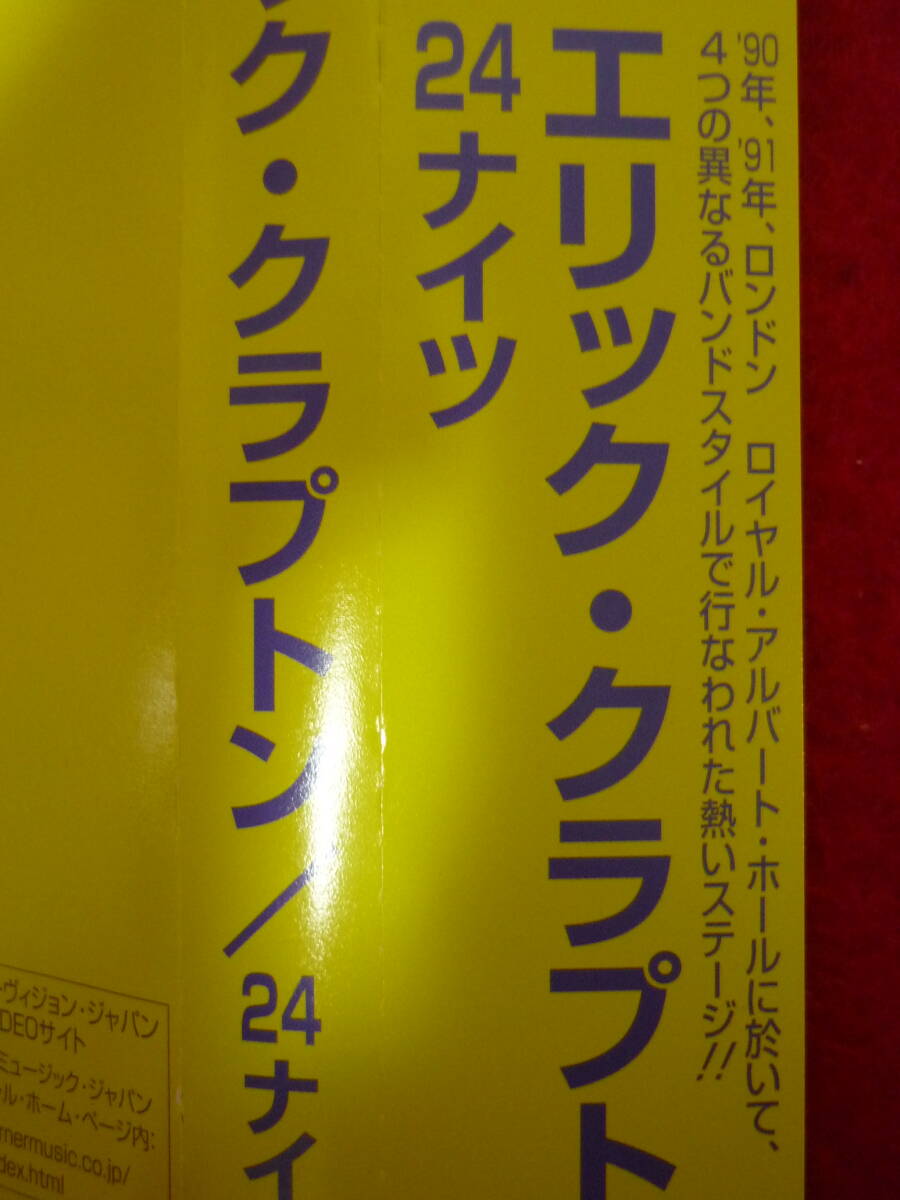 '90年、'91年、ロンドン ロイヤル・アルバート・ホールに於いて、
4つの異なるバンドスタイルで行なわれた熱いステージ!!
エリック・クラプト
24ナイツ
ック・クラプトン/24ナイ
・ヴィジョン・ジャパン
DEOサイト
ミュージック・ジャパン
ル・ホーム・ページ内:
rnermusic.co.jp/
dex.html